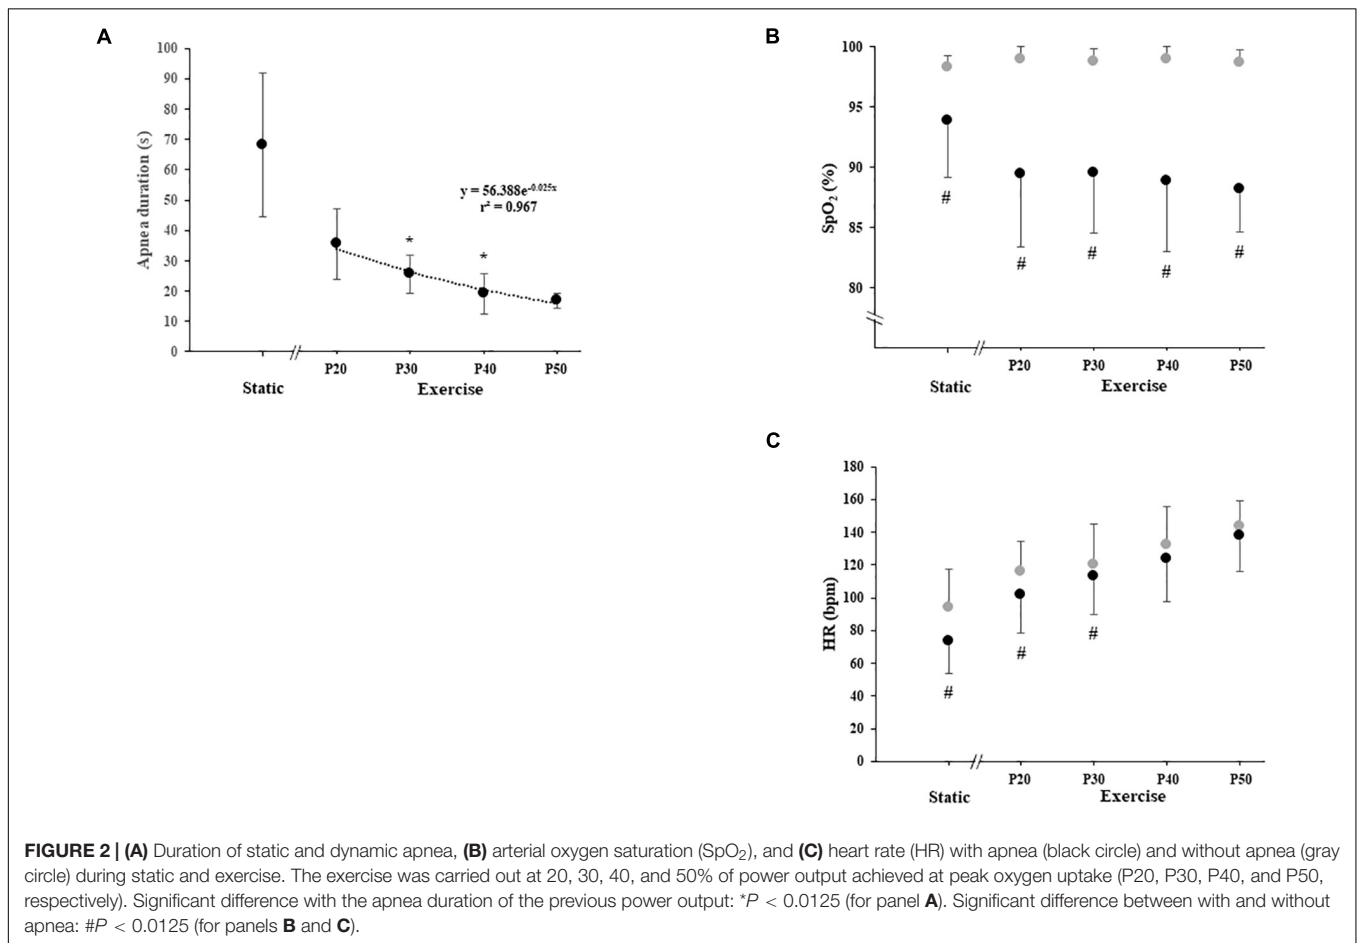 A
100
90
80
70
60
50
40
30
20
10
0
Apnea duration (s)
y = 56.388e^-0.025x
r² = 0.967
*
*
P20
P30
P40
P50
Static
Exercise
B
100
95
90
85
80
SpO₂ (%)
#
#
#
#
#
P20
P30
P40
P50
Static
Exercise
C
180
160
140
120
100
80
60
40
20
0
HR (bpm)
#
#
#
P20
P30
P40
P50
Static
Exercise
FIGURE 2 | (A) Duration of static and dynamic apnea, (B) arterial oxygen saturation (SpO₂), and (C) heart rate (HR) with apnea (black circle) and without apnea (gray
circle) during static and exercise. The exercise was carried out at 20, 30, 40, and 50% of power output achieved at peak oxygen uptake (P20, P30, P40, and P50,
respectively). Significant difference with the apnea duration of the previous power output: *P < 0.0125 (for panel A). Significant difference between with and without
apnea: #P < 0.0125 (for panels B and C).